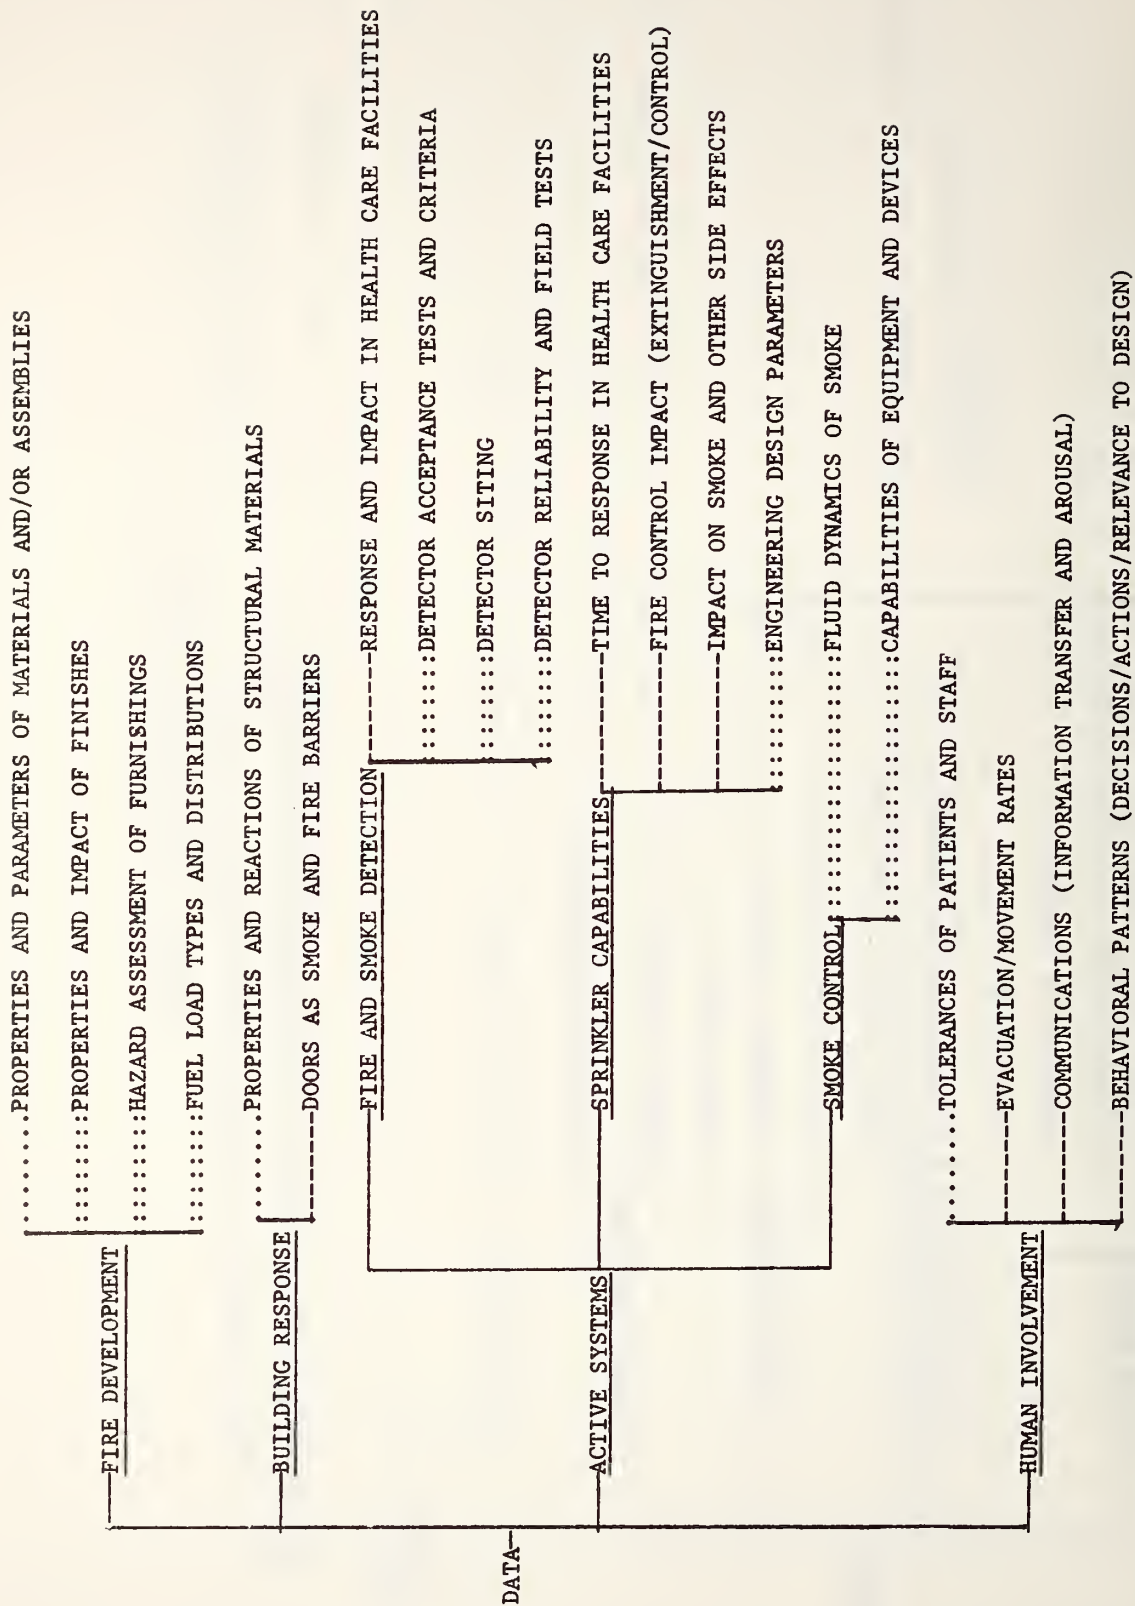 DATA
FIRE DEVELOPMENT
PROPERTIES AND PARAMETERS OF MATERIALS AND/OR ASSEMBLIES
PROPERTIES AND IMPACT OF FINISHES
HAZARD ASSESSMENT OF FURNISHINGS
FUEL LOAD TYPES AND DISTRIBUTIONS
BUILDING RESPONSE
PROPERTIES AND REACTIONS OF STRUCTURAL MATERIALS
DOORS AS SMOKE AND FIRE BARRIERS
ACTIVE SYSTEMS
FIRE AND SMOKE DETECTION
RESPONSE AND IMPACT IN HEALTH CARE FACILITIES
DETECTOR ACCEPTANCE TESTS AND CRITERIA
DETECTOR SITING
DETECTOR RELIABILITY AND FIELD TESTS
SPRINKLER CAPABILITIES
TIME TO RESPONSE IN HEALTH CARE FACILITIES
FIRE CONTROL IMPACT (EXTINGUISHMENT/CONTROL)
IMPACT ON SMOKE AND OTHER SIDE EFFECTS
ENGINEERING DESIGN PARAMETERS
SMOKE CONTROL
FLUID DYNAMICS OF SMOKE
CAPABILITIES OF EQUIPMENT AND DEVICES
HUMAN INVOLVEMENT
TOLERANCES OF PATIENTS AND STAFF
EVACUATION/MOVEMENT RATES
COMMUNICATIONS (INFORMATION TRANSFER AND AROUSAL)
BEHAVIORAL PATTERNS (DECISIONS/ACTIONS/RELEVANCE TO DESIGN)